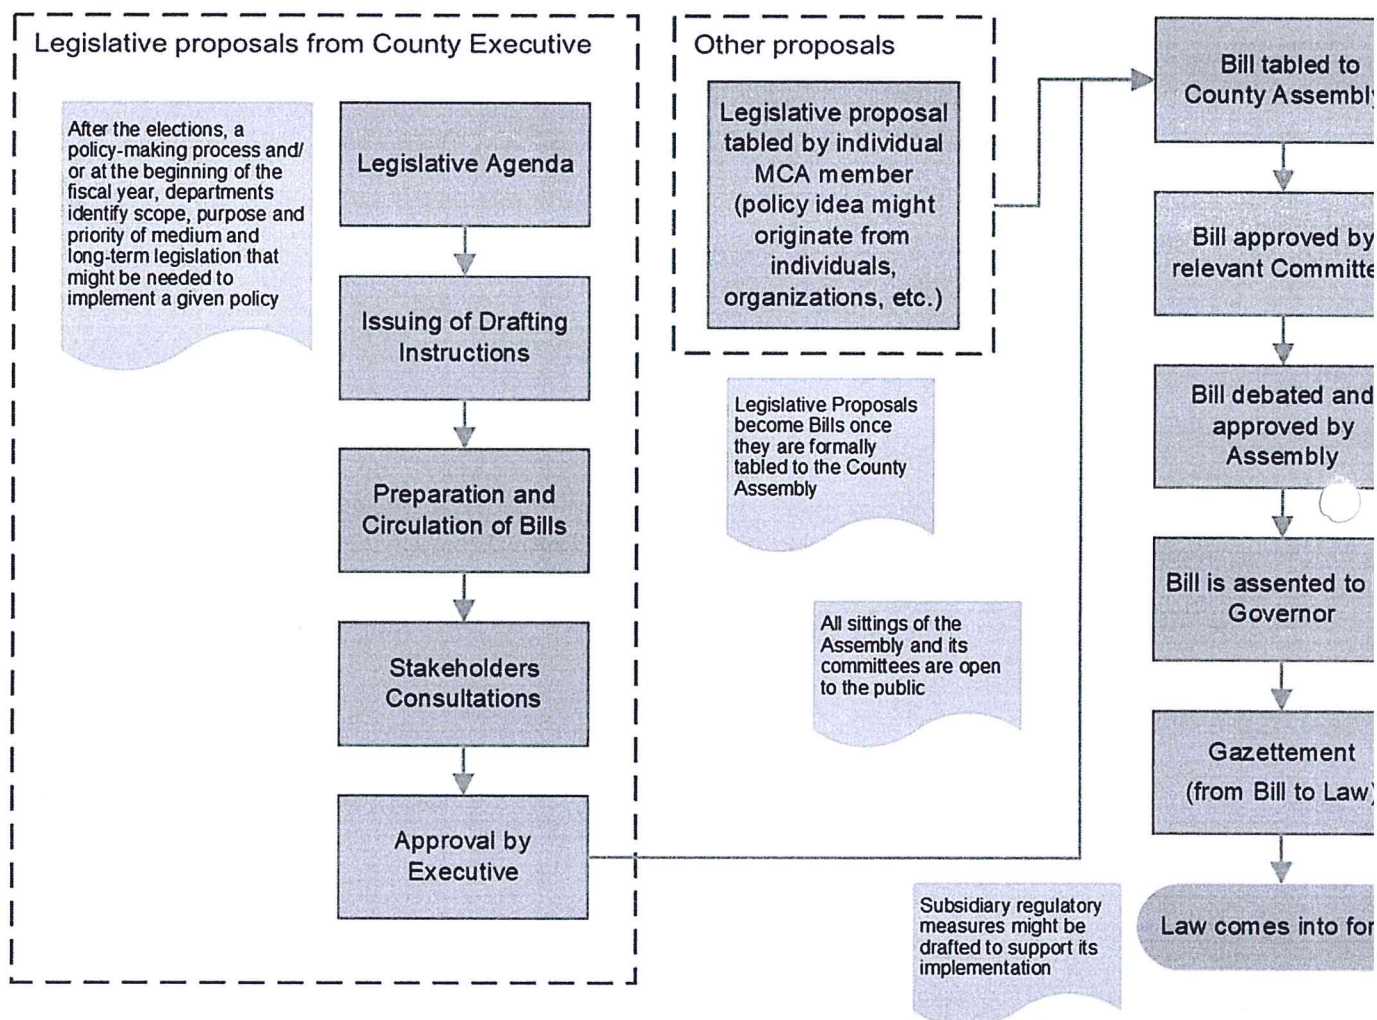 Legislative proposals from County Executive
After the elections, a
policy-making process and/
or at the beginning of the
fiscal year, departments
identify scope, purpose and
priority of medium and
long-term legislation that
might be needed to
implement a given policy
Legislative Agenda
Issuing of Drafting
Instructions
Preparation and
Circulation of Bills
Stakeholders
Consultations
Approval by
Executive
Other proposals
Legislative proposal
tabled by individual
MCA member
(policy idea might
originate from
individuals,
organizations, etc.)
Legislative Proposals
become Bills once
they are formally
tabled to the County
Assembly
All sittings of the
Assembly and its
committees are open
to the public
Subsidiary regulatory
measures might be
drafted to support its
implementation
Bill tabled to
County Assembly
Bill approved by
relevant Committe
Bill debated and
approved by
Assembly
Bill is assented to
Governor
Gazettement
(from Bill to Law)
Law comes into for